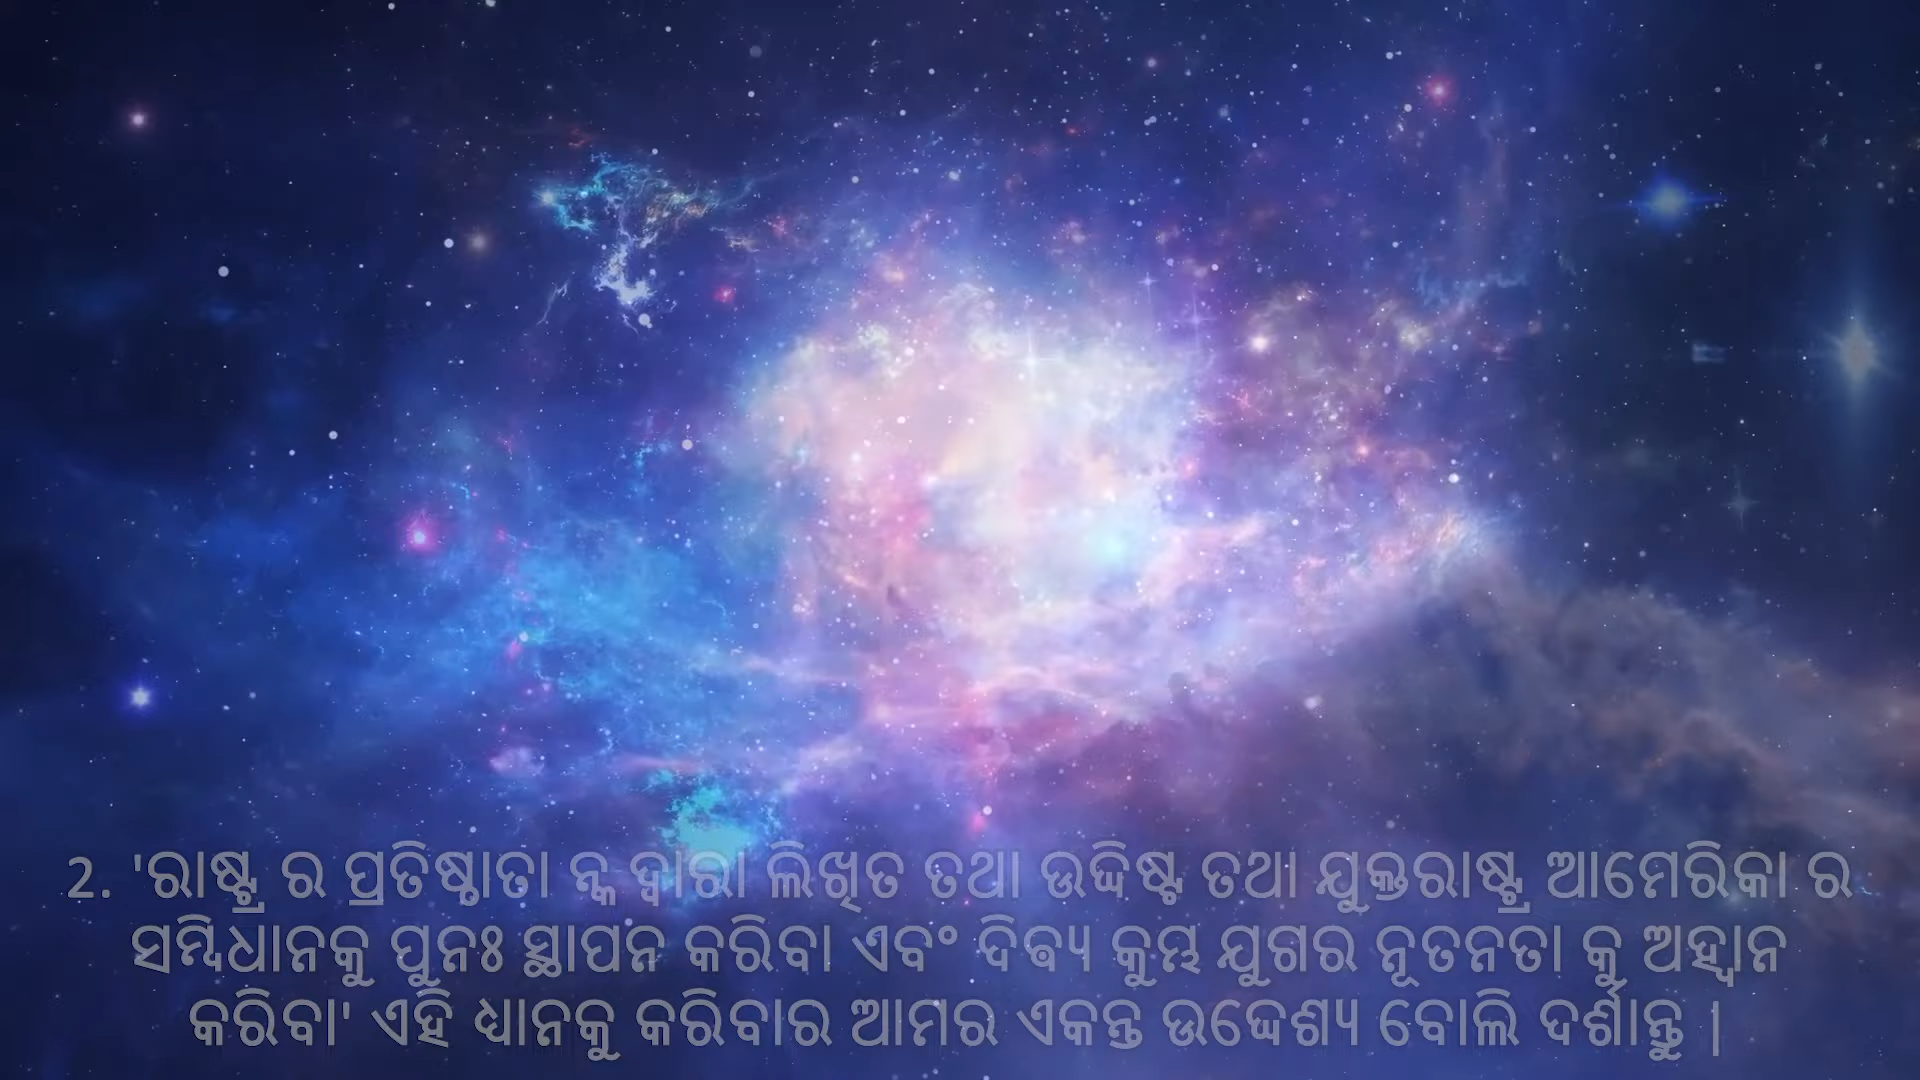 2. 'ରାଷ୍ଟ୍ର ର ପ୍ରତିଷ୍ଠାତା ଙ୍କ ଦ୍ଵାରା ଲିଖିତ ତଥା ଉଦ୍ଦିଷ୍ଟ ତଥା ଯୁକ୍ତରାଷ୍ଟ୍ର ଆମେରିକା ର
ସମ୍ବିଧାନକୁ ପୁନଃ ସ୍ଥାପନ କରିବା ଏବଂ ଦିଵ୍ୟ କୁମ୍ଭ ଯୁଗର ନୂତନତା କୁ ଅହ୍ଵାନ
କରିବା' ଏହି ଧ୍ୟାନକୁ କରିବାର ଆମର ଏକନ୍ତ ଉଦ୍ଦେଶ୍ୟ ବୋଲି ଦର୍ଶାନ୍ତୁ |